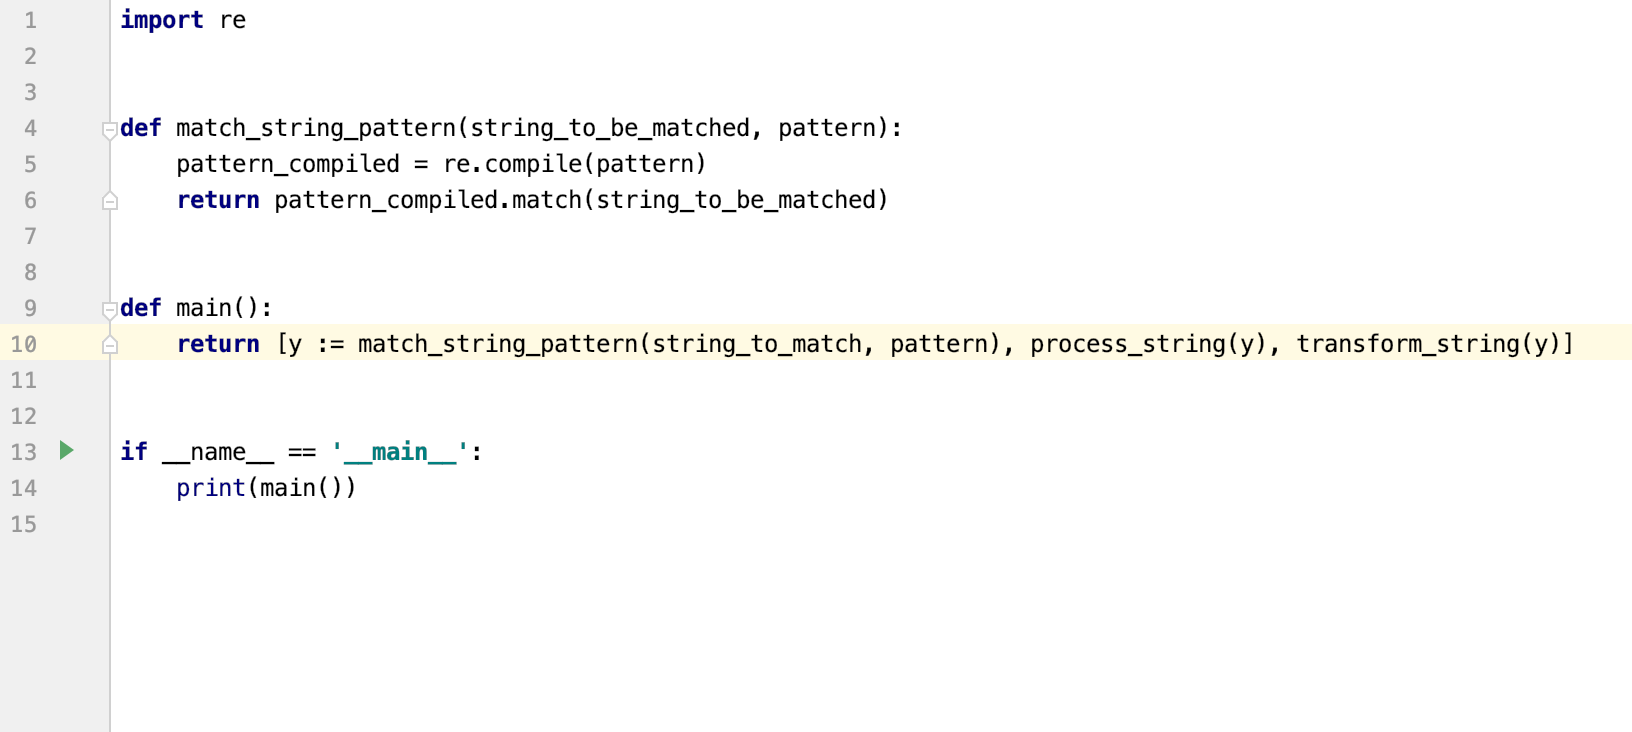 1 import re
2
3
4 def match_string_pattern(string_to_be_matched, pattern):
5     pattern_compiled = re.compile(pattern)
6     return pattern_compiled.match(string_to_be_matched)
7
8
9 def main():
10     return [y := match_string_pattern(string_to_match, pattern), process_string(y), transform_string(y)]
11
12
13 if __name__ == '__main__':
14     print(main())
15